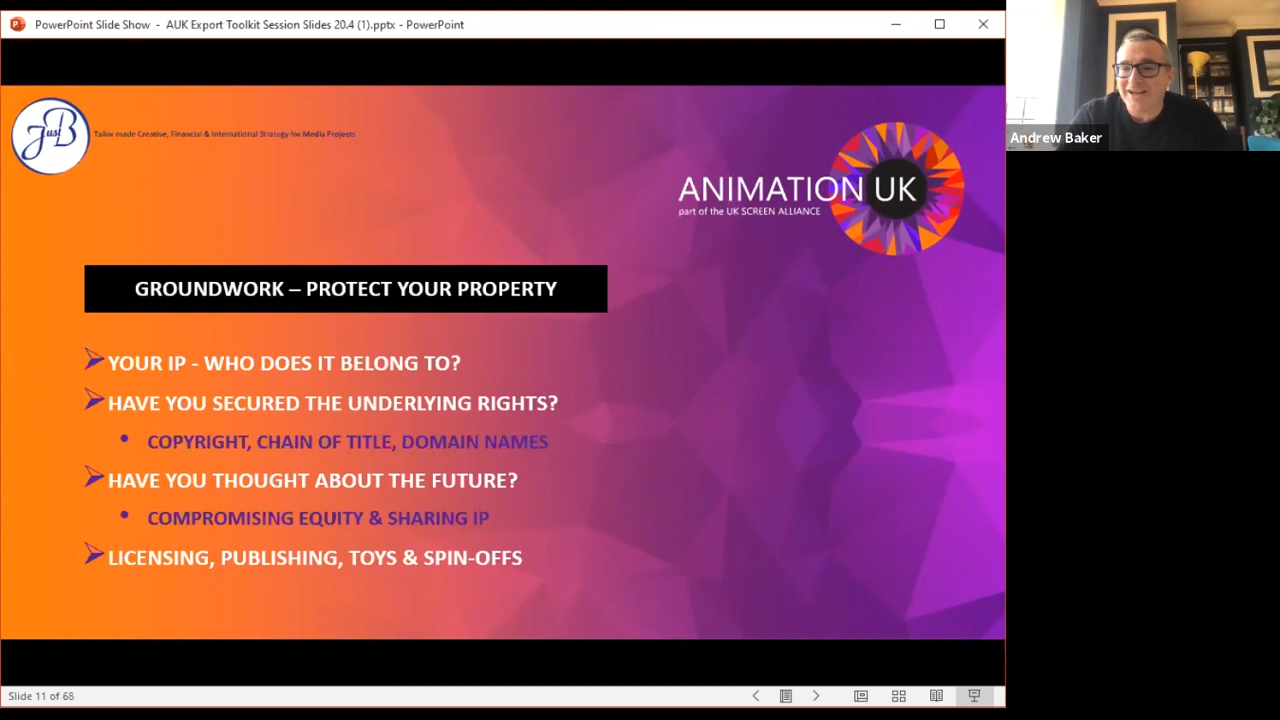 PowerPoint Slide Show - AUK Export Toolkit Session Slides 20.4 (1).pptx - PowerPoint
Andrew Baker
Just B
Tailor made Creative, Financial & International Strategy for Media Projects
ANIMATION UK
part of the UK SCREEN ALLIANCE
GROUNDWORK – PROTECT YOUR PROPERTY
YOUR IP - WHO DOES IT BELONG TO?
HAVE YOU SECURED THE UNDERLYING RIGHTS?
• COPYRIGHT, CHAIN OF TITLE, DOMAIN NAMES
HAVE YOU THOUGHT ABOUT THE FUTURE?
• COMPROMISING EQUITY & SHARING IP
LICENSING, PUBLISHING, TOYS & SPIN-OFFS
Slide 11 of 68